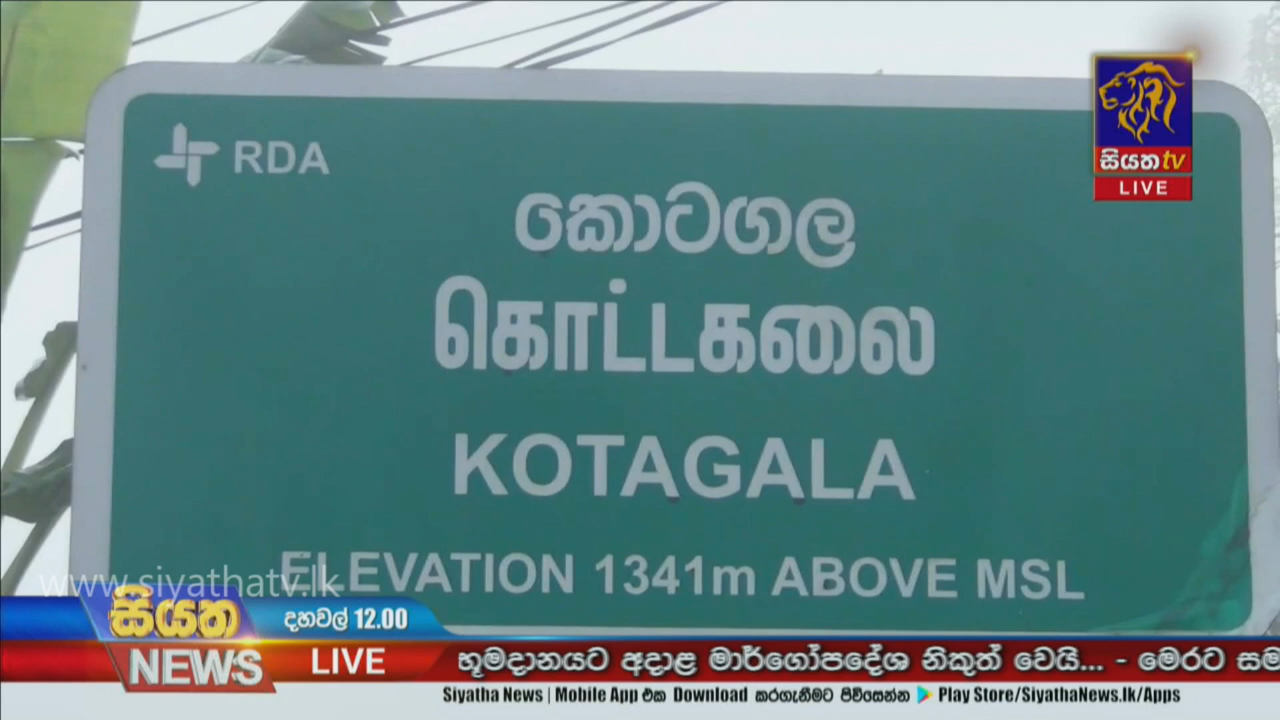 RDA
සියත tv
LIVE
කොටගල
கொட்டகலை
KOTAGALA
ELEVATION 1341m ABOVE MSL
www.siyathatv.lk
සියත
දහවල් 12.00
NEWS
LIVE
භූමදානයට අදාළ මාර්ගෝපදේශ නිකුත් වෙයි... - මෙරට සම
Siyatha News | Mobile App එක Download කරගැනීමට පිවිසෙන්න Play Store/SiyathaNews.lk/Apps